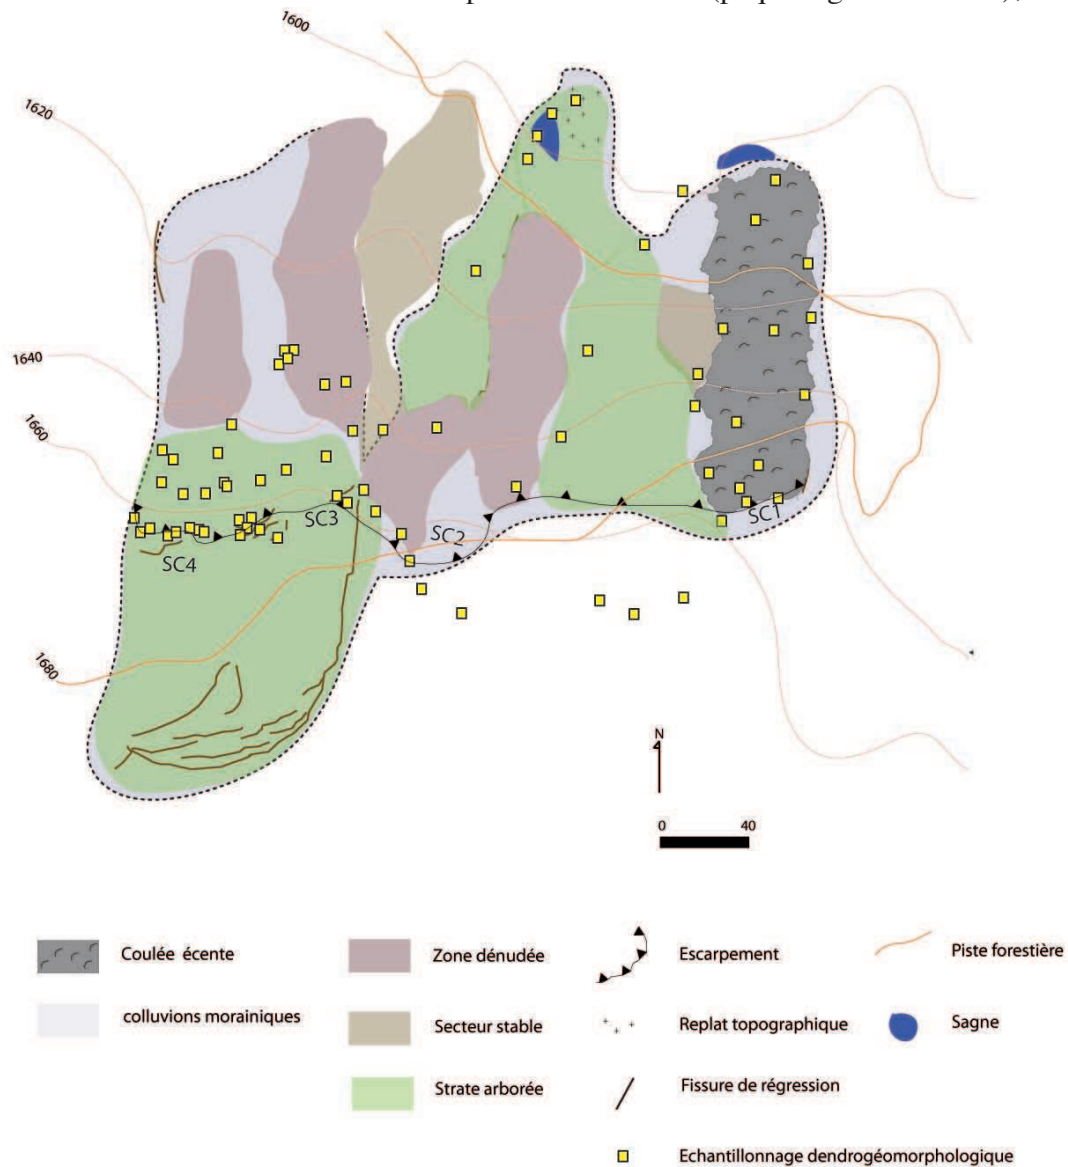 1600
1620
1640
1660
SC3
SC2
SC1
SC4
1680
N
0 40
Coulée écente
Zone dénudée
Escarpement
Piste forestière
colluvions morainiques
Secteur stable
Replat topographique
Sagne
Strate arborée
Fissure de régression
Echantillonnage dendrogéomorphologique